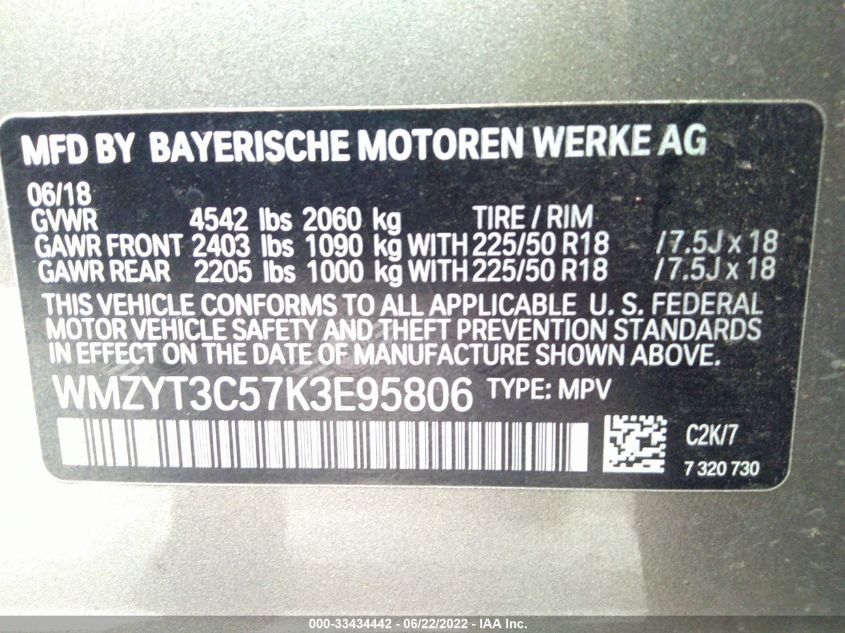 MFD BY BAYERISCHE MOTOREN WERKE AG
06/18
GVWR 4542 lbs 2060 kg TIRE / RIM
GAWR FRONT 2403 lbs 1090 kg WITH 225/50 R18 /7.5J x 18
GAWR REAR 2205 lbs 1000 kg WITH 225/50 R18 /7.5J x 18
THIS VEHICLE CONFORMS TO ALL APPLICABLE U. S. FEDERAL
MOTOR VEHICLE SAFETY AND THEFT PREVENTION STANDARDS
IN EFFECT ON THE DATE OF MANUFACTURE SHOWN ABOVE.
WMZYT3C57K3E95806 TYPE: MPV
C2K/7
7 320 730
000-33434442 - 06/22/2022 - IAA Inc.